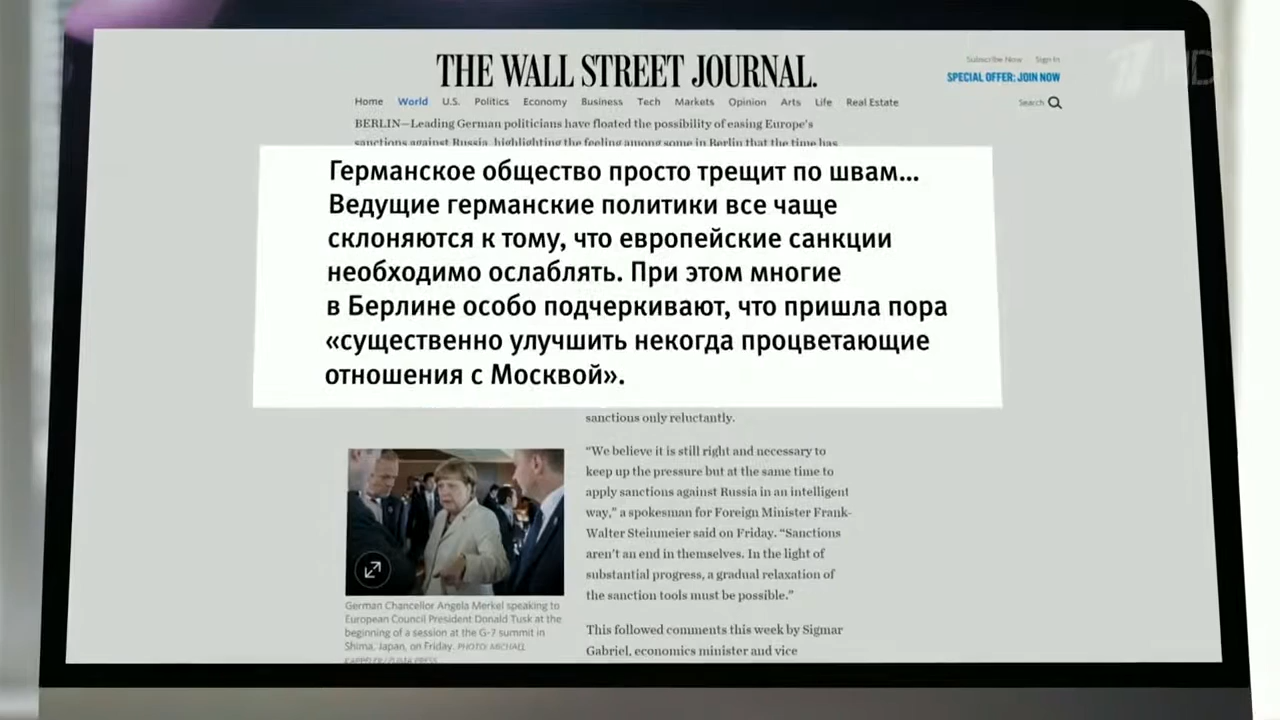 THE WALL STREET JOURNAL.
Subscribe Now Sign In
SPECIAL OFFER: JOIN NOW
Home World U.S. Politics Economy Business Tech Markets Opinion Arts Life Real Estate
Search
BERLIN—Leading German politicians have floated the possibility of easing Europe's
sanctions against Russia, highlighting the feeling among some in Berlin that the time has
Германское общество просто трещит по швам...
Ведущие германские политики все чаще
склоняются к тому, что европейские санкции
необходимо ослаблять. При этом многие
в Берлине особо подчеркивают, что пришла пора
«существенно улучшить некогда процветающие
отношения с Москвой».
sanctions only reluctantly.
“We believe it is still right and necessary to
keep up the pressure but at the same time to
apply sanctions against Russia in an intelligent
way,” a spokesman for Foreign Minister Frank-
Walter Steinmeier said on Friday. “Sanctions
aren’t an end in themselves. In the light of
substantial progress, a gradual relaxation of
the sanction tools must be possible.”
This followed comments this week by Sigmar
Gabriel, economics minister and vice
German Chancellor Angela Merkel speaking to
European Council President Donald Tusk at the
beginning of a session at the G-7 summit in
Shima, Japan, on Friday. PHOTO: MICHAEL
KAPPELER/ZUMA PRESS